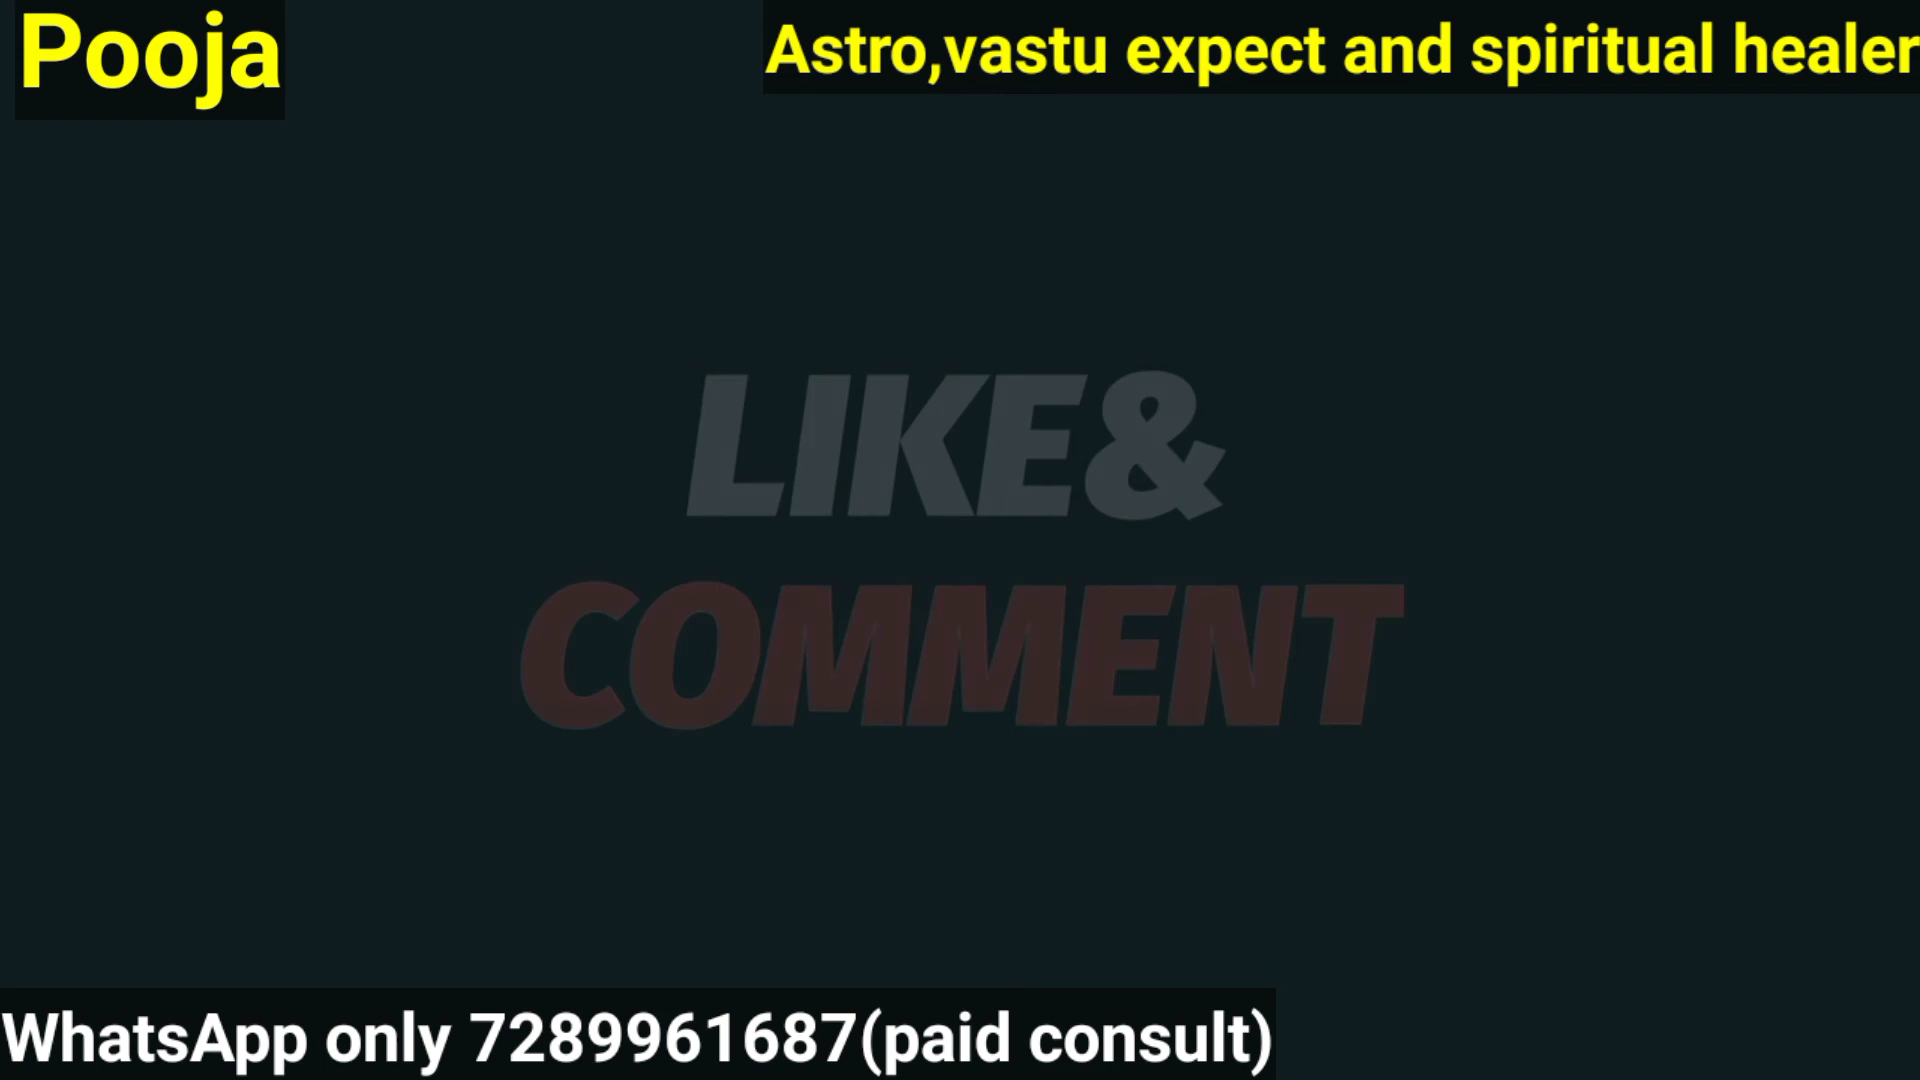 Pooja
Astro,vastu expect and spiritual healer
LIKE&
COMMENT
WhatsApp only 7289961687(paid consult)